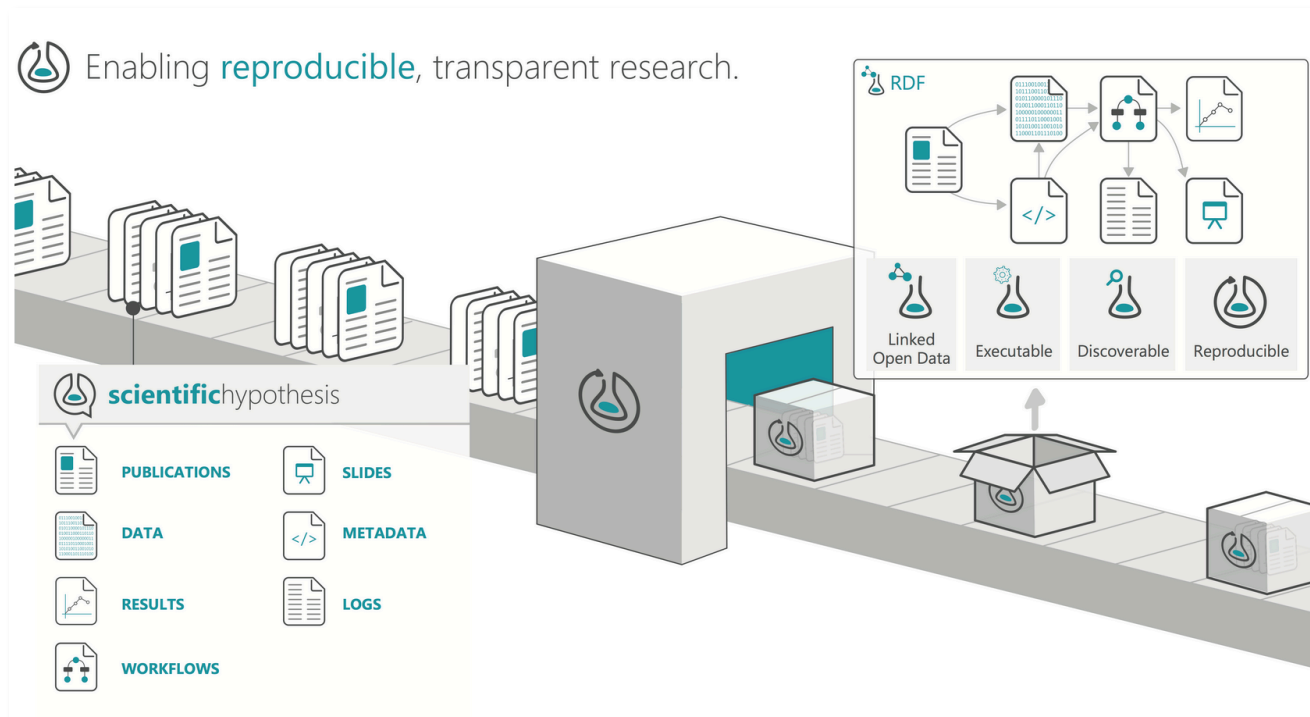 Enabling reproducible, transparent research.
RDF
</>
Linked
Open Data
Executable
Discoverable
Reproducible
scientifichypothesis
PUBLICATIONS
SLIDES
DATA
</>
METADATA
RESULTS
LOGS
WORKFLOWS